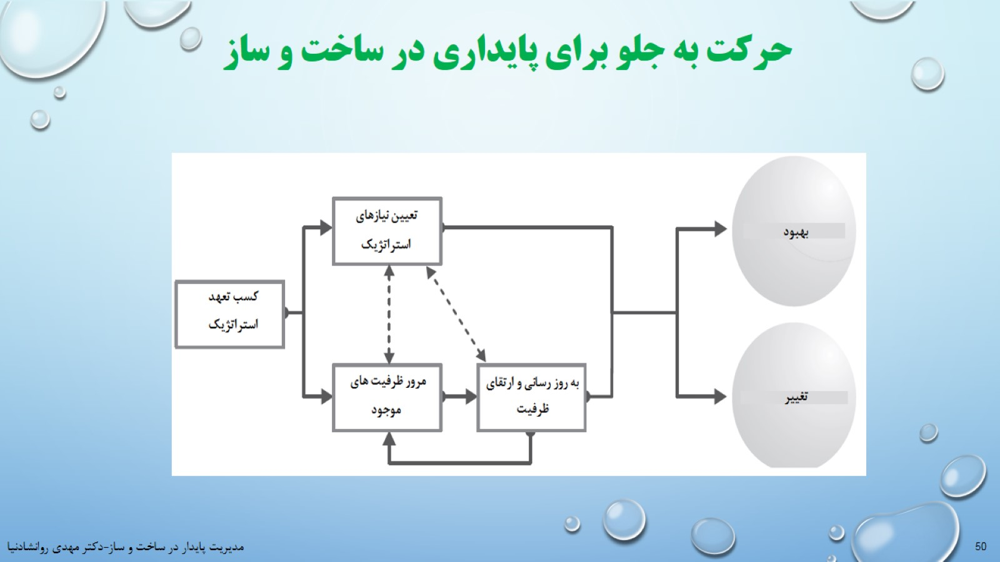 حرکت به جلو برای پایداری در ساخت و ساز
کسب تعهد
استراتژیک
تعیین نیازهای
استراتژیک
مرور ظرفیت های
موجود
به روز رسانی و ارتقای
ظرفیت
بهبود
تغییر
مدیریت پایدار در ساخت و ساز-دکتر مهدی روانشادنیا
50